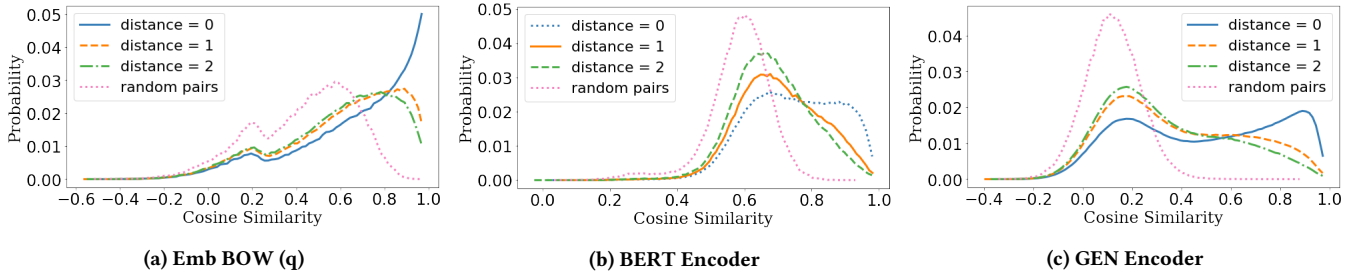 0.05
0.04
0.03
0.02
0.01
0.00
Probability
distance = 0
distance = 1
distance = 2
random pairs
−0.6 −0.4 −0.2 0.0 0.2 0.4 0.6 0.8 1.0
Cosine Similarity
(a) Emb BOW (q)
0.05
0.04
0.03
0.02
0.01
0.00
Probability
distance = 0
distance = 1
distance = 2
random pairs
0.0 0.2 0.4 0.6 0.8 1.0
Cosine Similarity
(b) BERT Encoder
0.04
0.03
0.02
0.01
0.00
Probability
distance = 0
distance = 1
distance = 2
random pairs
−0.4 −0.2 0.0 0.2 0.4 0.6 0.8 1.0
Cosine Similarity
(c) GEN Encoder